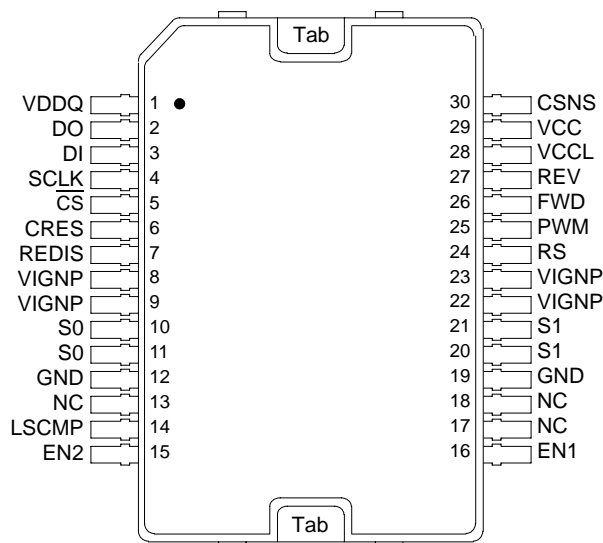 Tab
VDDQ 1 30 CSNS
DO 2 29 VCC
DI 3 28 VCCL
SCLK 4 27 REV
CS 5 26 FWD
CRES 6 25 PWM
REDIS 7 24 RS
VIGNP 8 23 VIGNP
VIGNP 9 22 VIGNP
S0 10 21 S1
S0 11 20 S1
GND 12 19 GND
NC 13 18 NC
LSCMP 14 17 NC
EN2 15 16 EN1
Tab